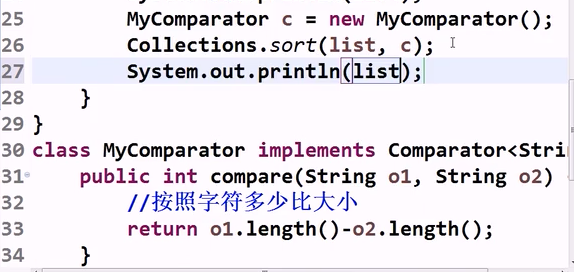 25 MyComparator c = new MyComparator();
26 Collections.sort(list, c);
27 System.out.println(list);
28 }
29 }
30 class MyComparator implements Comparator<Stri
31 public int compare(String o1, String o2)
32 //按照字符多少比大小
33 return o1.length()-o2.length();
34 }